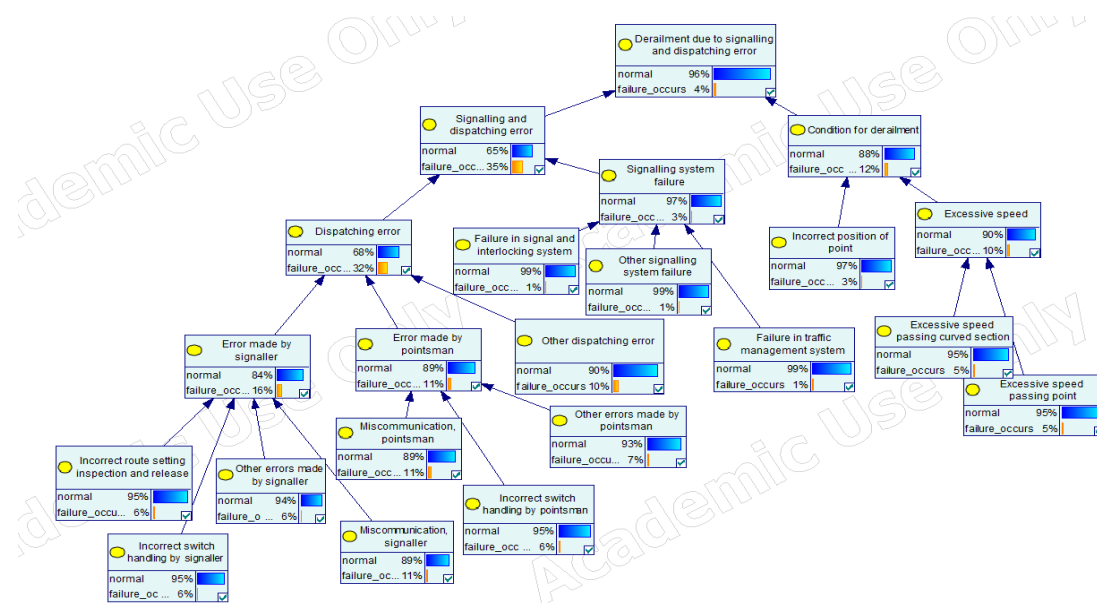 Derailment due to signalling
and dispatching error
normal 96%
failure_occurs 4%
Signalling and
dispatching error
normal 65%
failure_occ... 35%
Condition for derailment
normal 88%
failure_occ ... 12%
Signalling system
failure
normal 97%
failure_occ... 3%
Dispatching error
normal 68%
failure_occ... 32%
Failure in signal and
interlocking system
normal 99%
failure_occ... 1%
Other signalling
system failure
normal 99%
failure_occ... 1%
Incorrect position of
point
normal 97%
failure_occ ... 3%
Excessive speed
normal 90%
failure_occ... 10%
Error made by
signaller
normal 84%
failure_occ ... 16%
Error made by
pointsman
normal 89%
failure_occ... 11%
Other dispatching error
normal 90%
failure_occurs 10%
Failure in traffic
management system
normal 99%
failure_occurs 1%
Excessive speed
passing curved section
normal 95%
failure_occurs 5%
Excessive speed
passing point
normal 95%
failure_occurs 5%
Miscommunication,
pointsman
normal 89%
failure_occ... 11%
Other errors made by
pointsman
normal 93%
failure_occu... 7%
Incorrect route setting
inspection and release
normal 95%
failure_occu... 6%
Other errors made
by signaller
normal 94%
failure_o ... 6%
Incorrect switch
handling by pointsman
normal 95%
failure_occ ... 6%
Incorrect switch
handling by signaller
normal 95%
failure_oc ... 6%
Miscommunication,
signaller
normal 89%
failure_oc... 11%
Academic Use Only